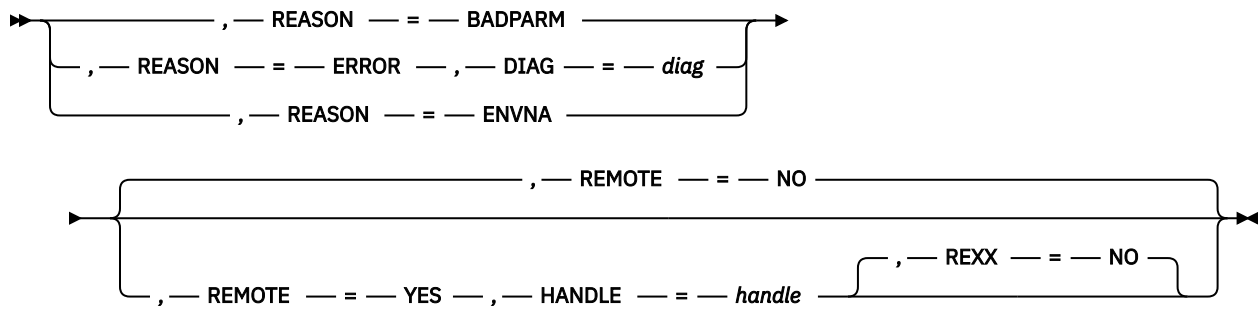 , REASON = BADPARM
, REASON = ERROR , DIAG = diag
, REASON = ENVNA
, REMOTE = NO
, REXX = NO
, REMOTE = YES , HANDLE = handle